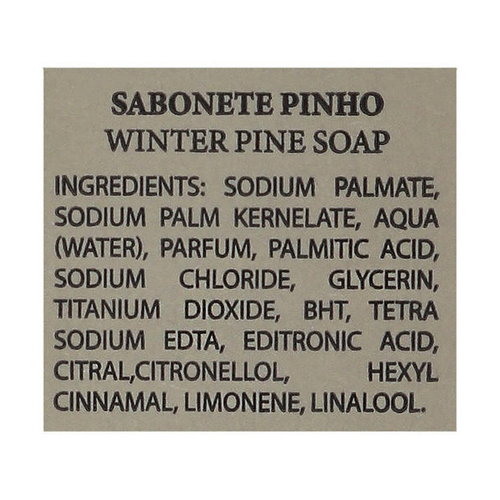 SABONETE PINHO
WINTER PINE SOAP
INGREDIENTS: SODIUM PALMATE,
SODIUM PALM KERNELATE, AQUA
(WATER), PARFUM, PALMITIC ACID,
SODIUM CHLORIDE, GLYCERIN,
TITANIUM DIOXIDE, BHT, TETRA
SODIUM EDTA, EDITRONIC ACID,
CITRAL,CITRONELLOL, HEXYL
CINNAMAL, LIMONENE, LINALOOL.